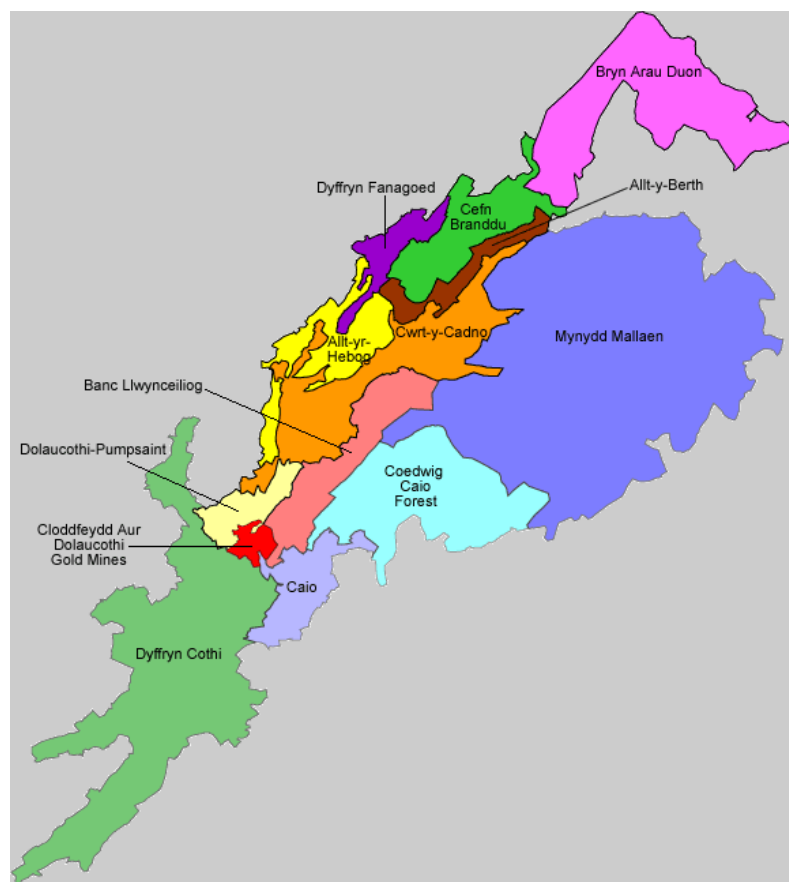 Bryn Arau Duon
Dyffryn Fanagoed
Allt-y-Berth
Cefn
Branddu
Cwrt-y-Cadno
Mynydd Mallaen
Allt-yr-
Hebog
Banc Llwynceiliog
Dolaucothi-Pumpsaint
Coedwig
Caio
Forest
Cloddfeydd Aur
Dolaucothi
Gold Mines
Caio
Dyffryn Cothi